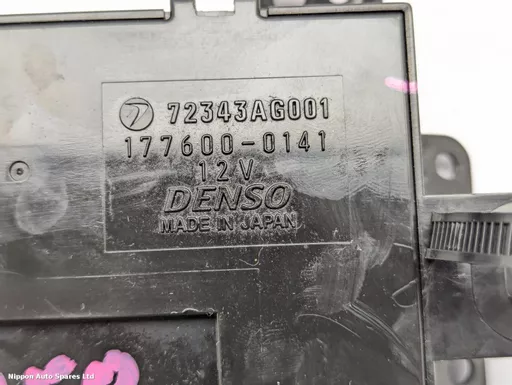 72343AG001
177600-0141
12V
DENSO
MADE IN JAPAN
Nippon Auto Spares Ltd